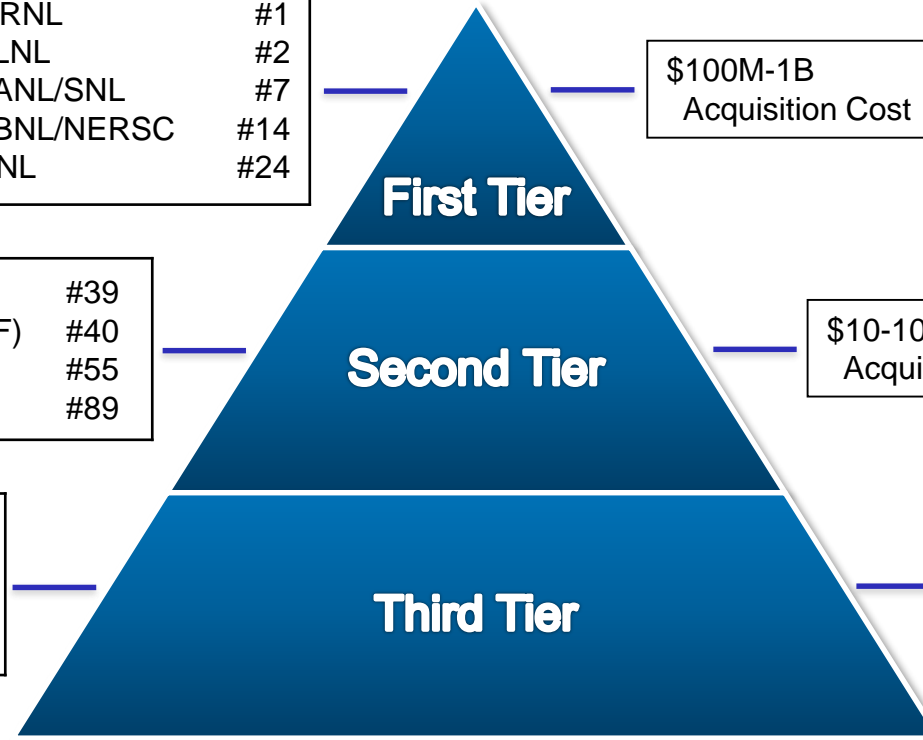 RNL #1
LNL #2
ANL/SNL #7
BNL/NERSC #14
NL #24
$100M-1B
Acquisition Cost
First Tier
#39
F) #40
#55
#89
$10-10
Acqui
Second Tier
Third Tier